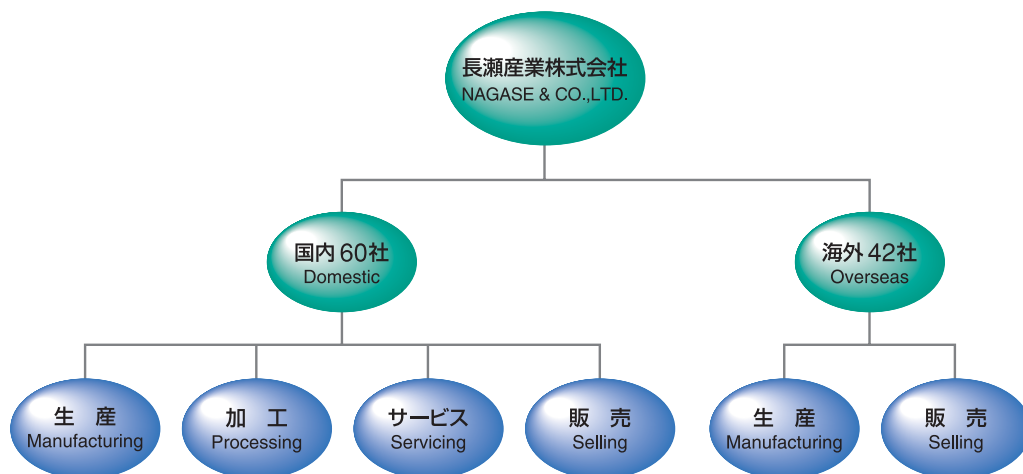 長瀬産業株式会社
NAGASE & CO.,LTD.
国内60社
Domestic
海外42社
Overseas
生 産
Manufacturing
加 工
Processing
サービス
Servicing
販 売
Selling
生 産
Manufacturing
販 売
Selling